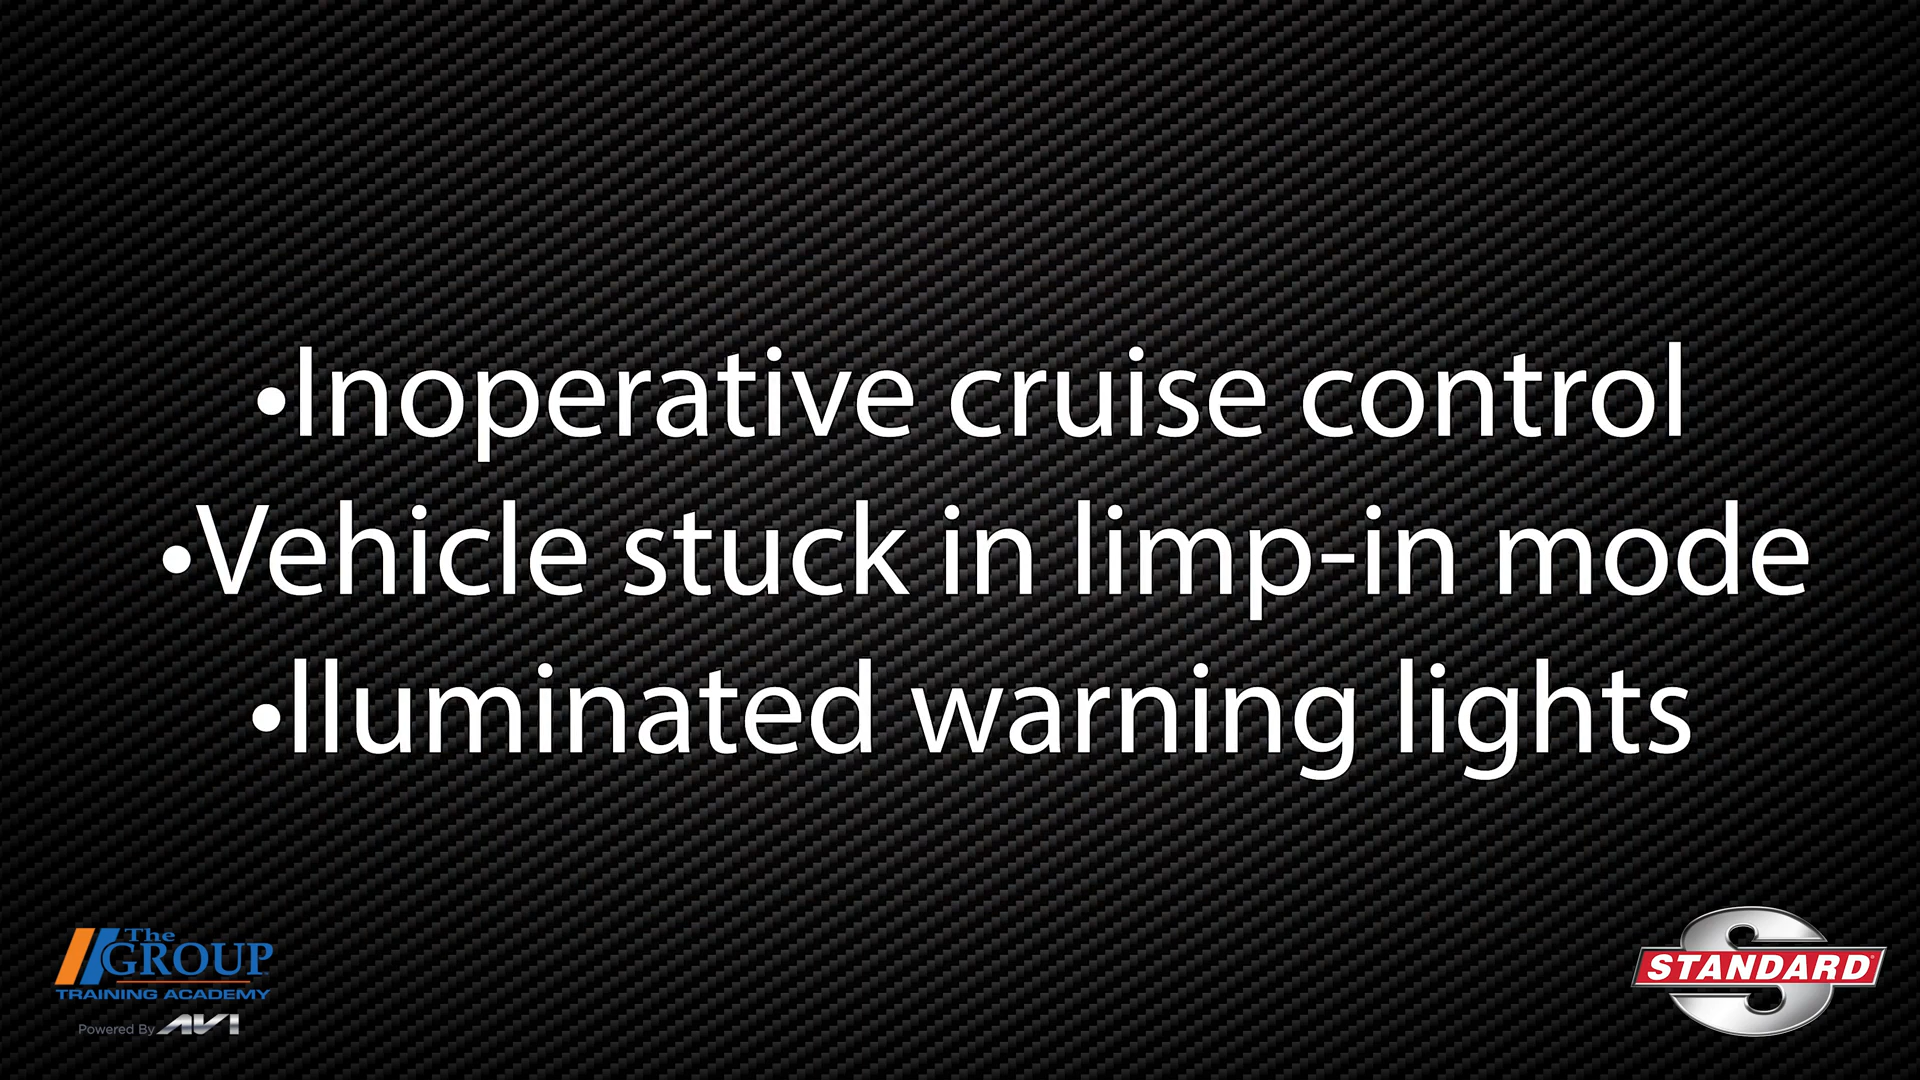 •Inoperative cruise control
•Vehicle stuck in limp-in mode
•lluminated warning lights
The
GROUP
TRAINING ACADEMY
Powered By AVI
S
STANDARD